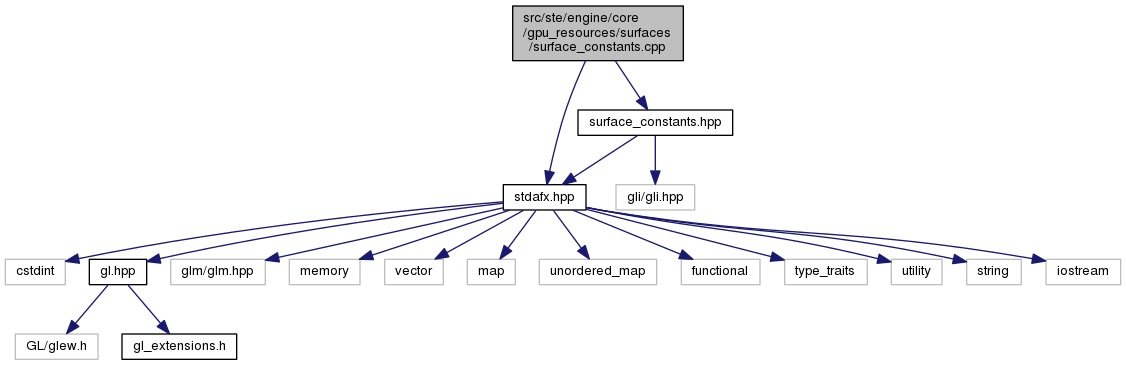 src/ste/engine/core
/gpu_resources/surfaces
/surface_constants.cpp
surface_constants.hpp
stdafx.hpp
gli/gli.hpp
cstdint
gl.hpp
glm/glm.hpp
memory
vector
map
unordered_map
functional
type_traits
utility
string
iostream
GL/glew.h
gl_extensions.h